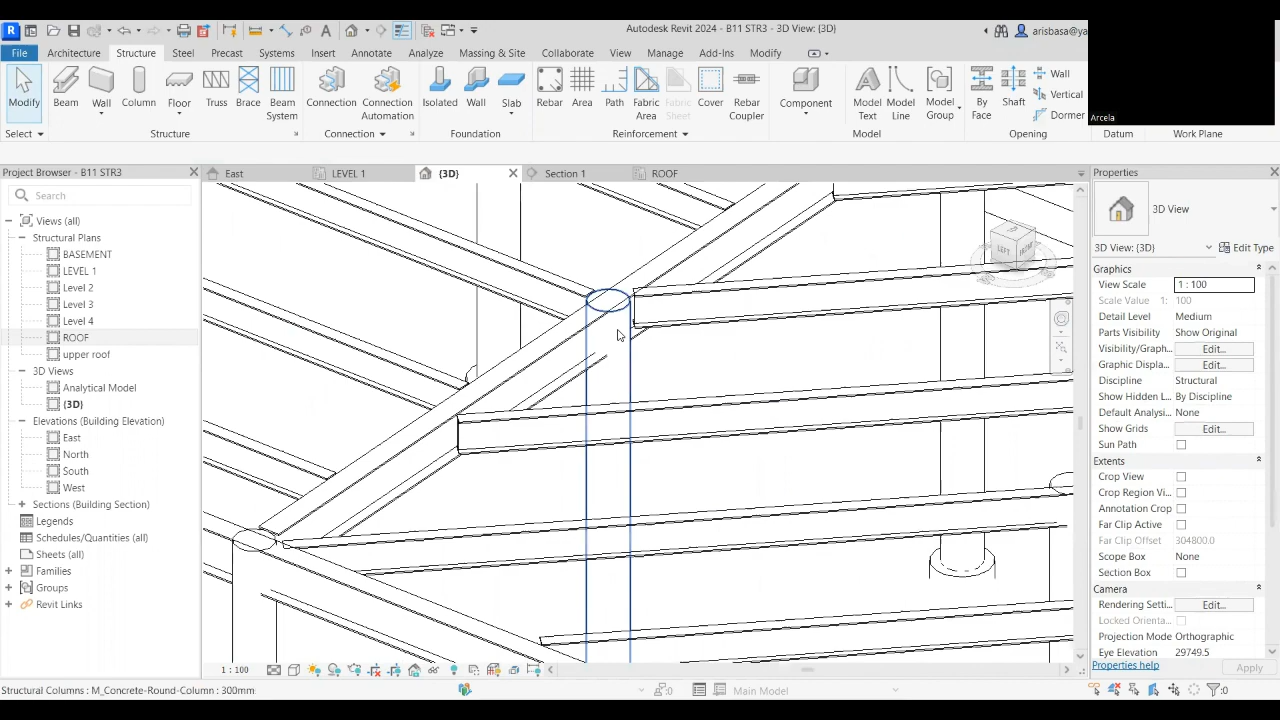 Autodesk Revit 2024 - B11 STR3 - 3D View: {3D}
arisbasa@ya
File Architecture Structure Steel Precast Systems Insert Annotate Analyze Massing & Site Collaborate View Manage Add-Ins Modify
Modify Beam Wall Column Floor Truss Brace Beam System Connection Connection Automation Isolated Wall Slab Rebar Area Path Fabric Area Fabric Sheet Cover Rebar Coupler Component Model Text Model Line Model Group By Face Shaft Wall Vertical Dormer
Arcela
Select Structure Connection Foundation Reinforcement Model Opening Datum Work Plane
Project Browser - B11 STR3
East LEVEL 1 {3D} Section 1 ROOF
Properties
Search
Views (all)
Structural Plans
BASEMENT
LEVEL 1
Level 2
Level 3
Level 4
ROOF
upper roof
3D Views
Analytical Model
{3D}
Elevations (Building Elevation)
East
North
South
West
Sections (Building Section)
Legends
Schedules/Quantities (all)
Sheets (all)
Families
Groups
Revit Links
LEFT FRONT
3D View
3D View: {3D} Edit Type
Graphics
View Scale 1 : 100
Scale Value 1: 100
Detail Level Medium
Parts Visibility Show Original
Visibility/Graph... Edit...
Graphic Displa... Edit...
Discipline Structural
Show Hidden L... By Discipline
Default Analysi... None
Show Grids Edit...
Sun Path
Extents
Crop View
Crop Region Vi...
Annotation Crop
Far Clip Active
Far Clip Offset 304800.0
Scope Box None
Section Box
Camera
Rendering Setti... Edit...
Locked Orienta...
Projection Mode Orthographic
Eye Elevation 29749.5
Properties help Apply
1 : 100
Structural Columns : M_Concrete-Round-Column : 300mm
:0 Main Model :0